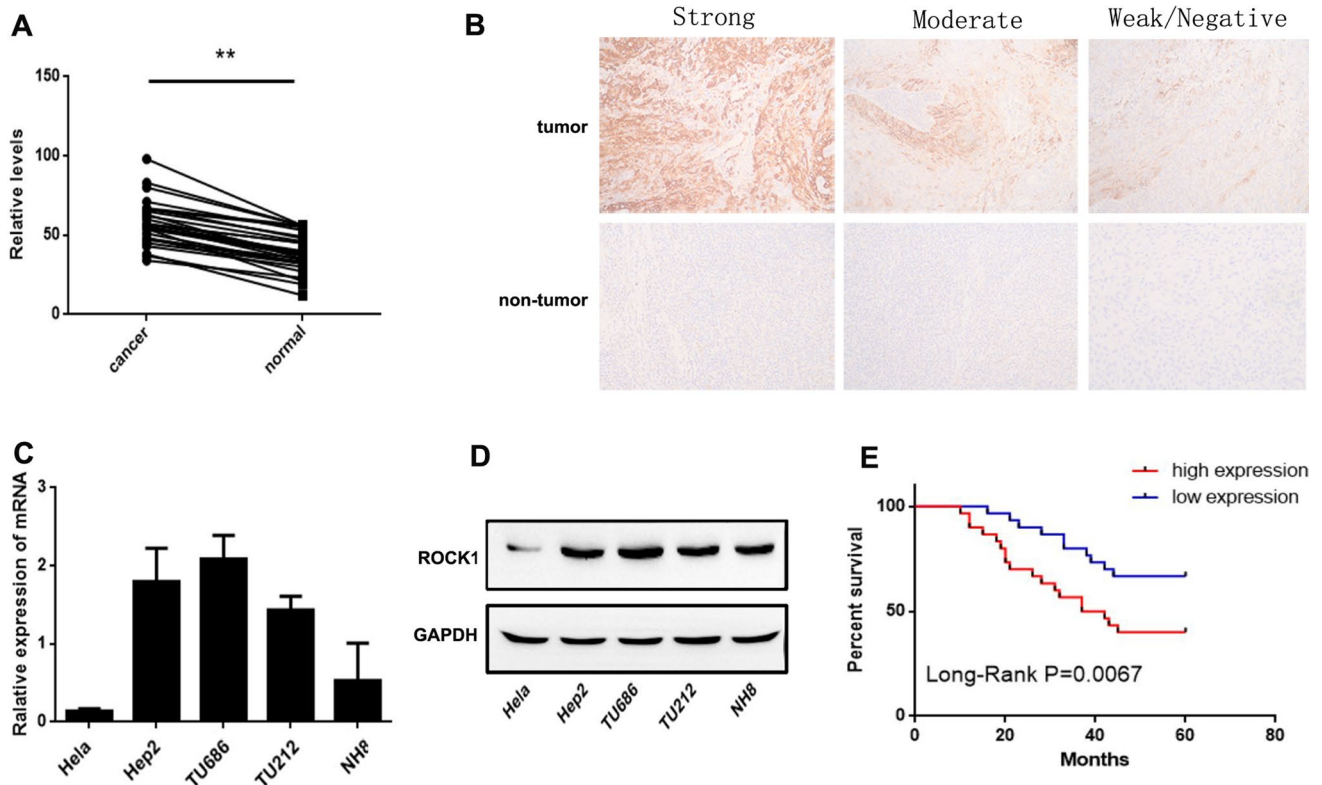 A
**
150
100
50
0
Relative levels
cancer
normal
B
Strong
Moderate
Weak/Negative
tumor
non-tumor
C
Ralative expression of mRNA
3
2
1
0
Hela
Hep2
TU686
TU212
NH8
D
ROCK1
GAPDH
Hela
Hep2
TU686
TU212
NH8
E
high expression
low expression
100
50
0
Percent survival
Long-Rank P=0.0067
0
20
40
60
80
Months